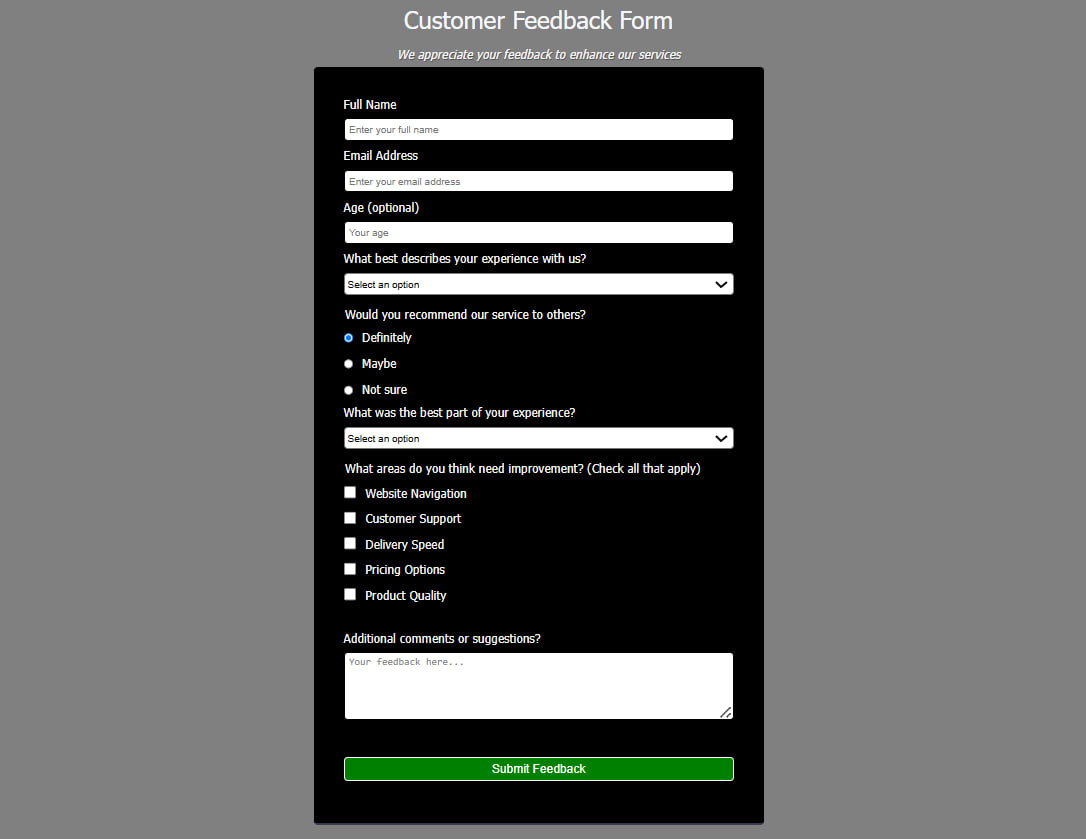 Customer Feedback Form
We appreciate your feedback to enhance our services
Full Name
Enter your full name
Email Address
Enter your email address
Age (optional)
Your age
What best describes your experience with us?
Select an option
Would you recommend our service to others?
Definitely
Maybe
Not sure
What was the best part of your experience?
Select an option
What areas do you think need improvement? (Check all that apply)
Website Navigation
Customer Support
Delivery Speed
Pricing Options
Product Quality
Additional comments or suggestions?
Your feedback here...
Submit Feedback